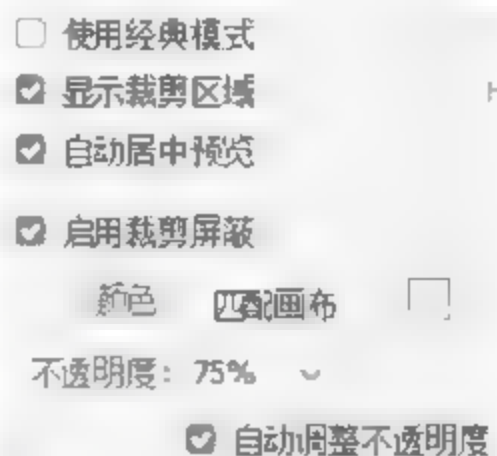 使用经典模式
显示裁剪区域
自动居中预览
启用裁剪屏蔽
颜色 匹配画布
不透明度：75%
自动调整不透明度